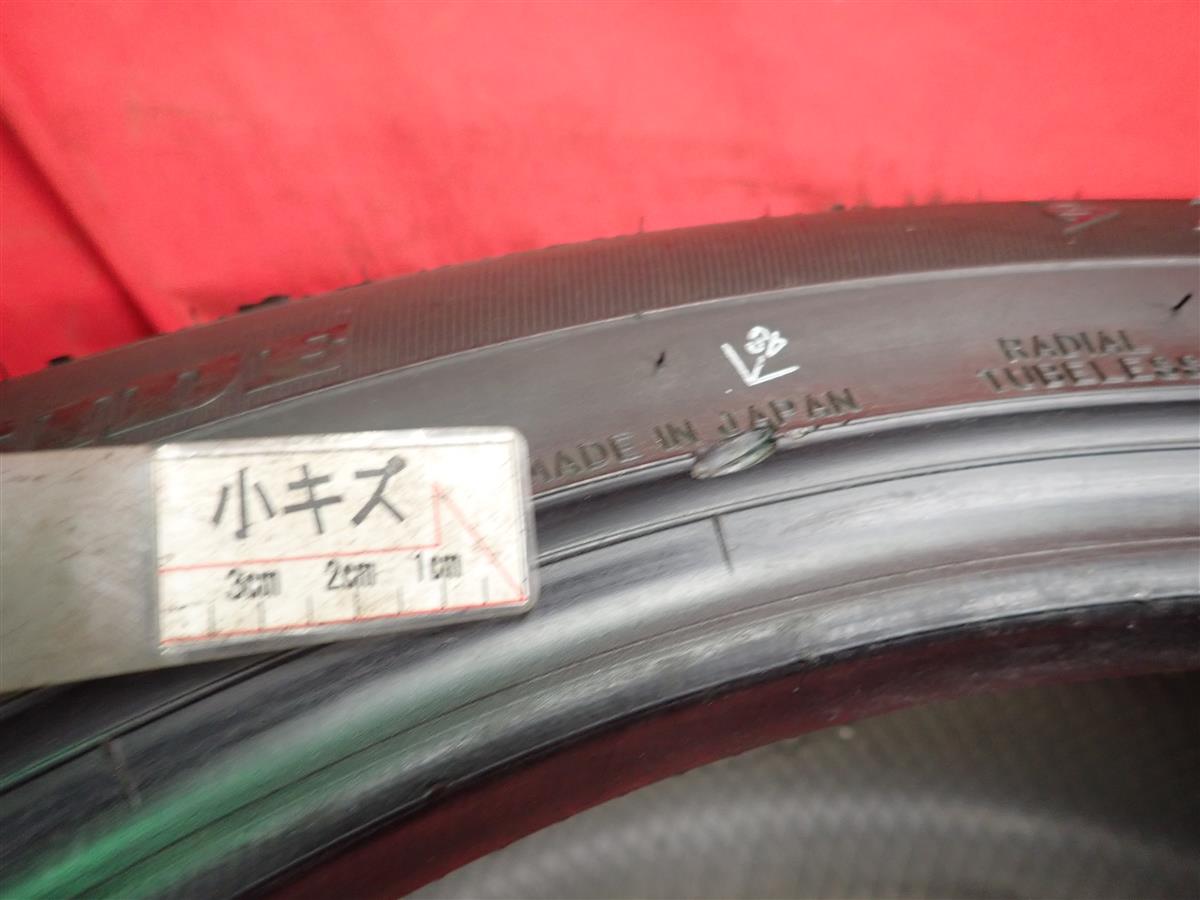 小キズ
3cm 2cm 1cm
MADE IN JAPAN
RADIAL
TUBELESS